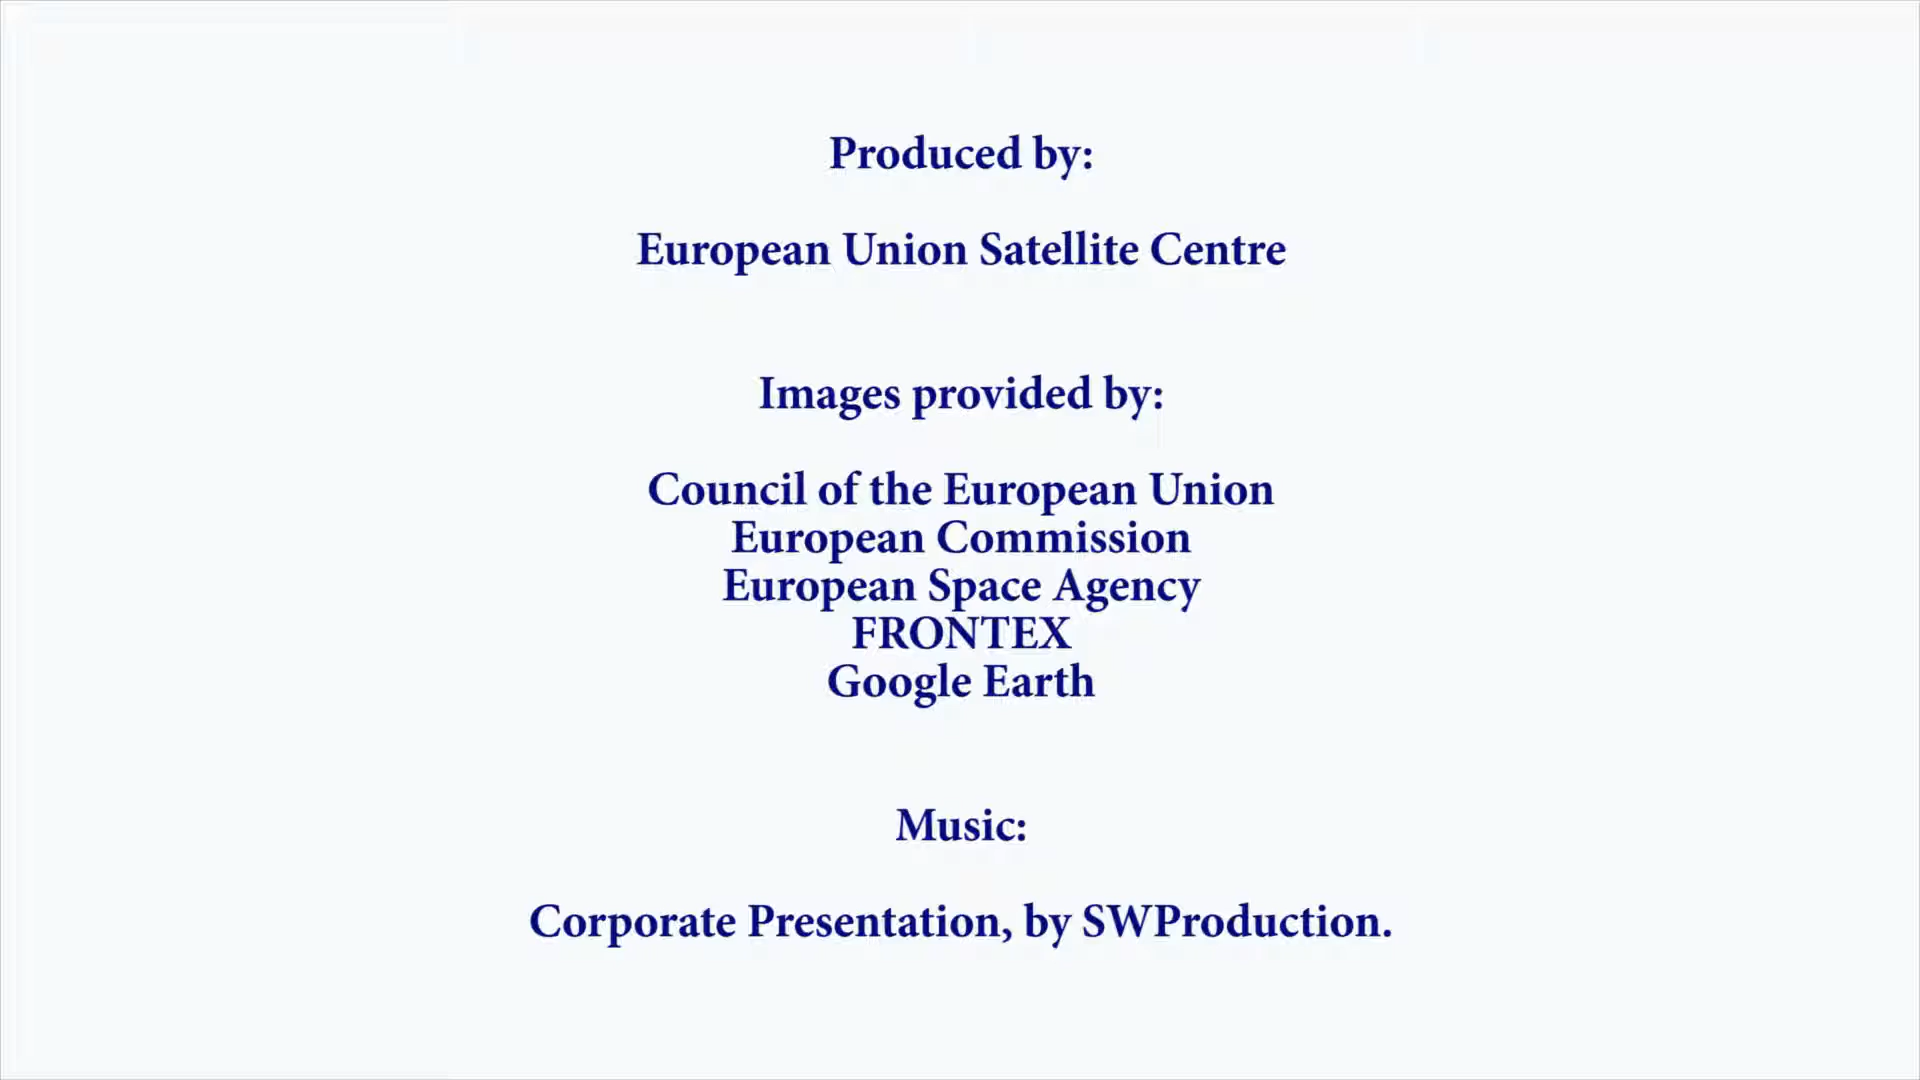 Produced by:
European Union Satellite Centre
Images provided by:
Council of the European Union
European Commission
European Space Agency
FRONTEX
Google Earth
Music:
Corporate Presentation, by SWProduction.